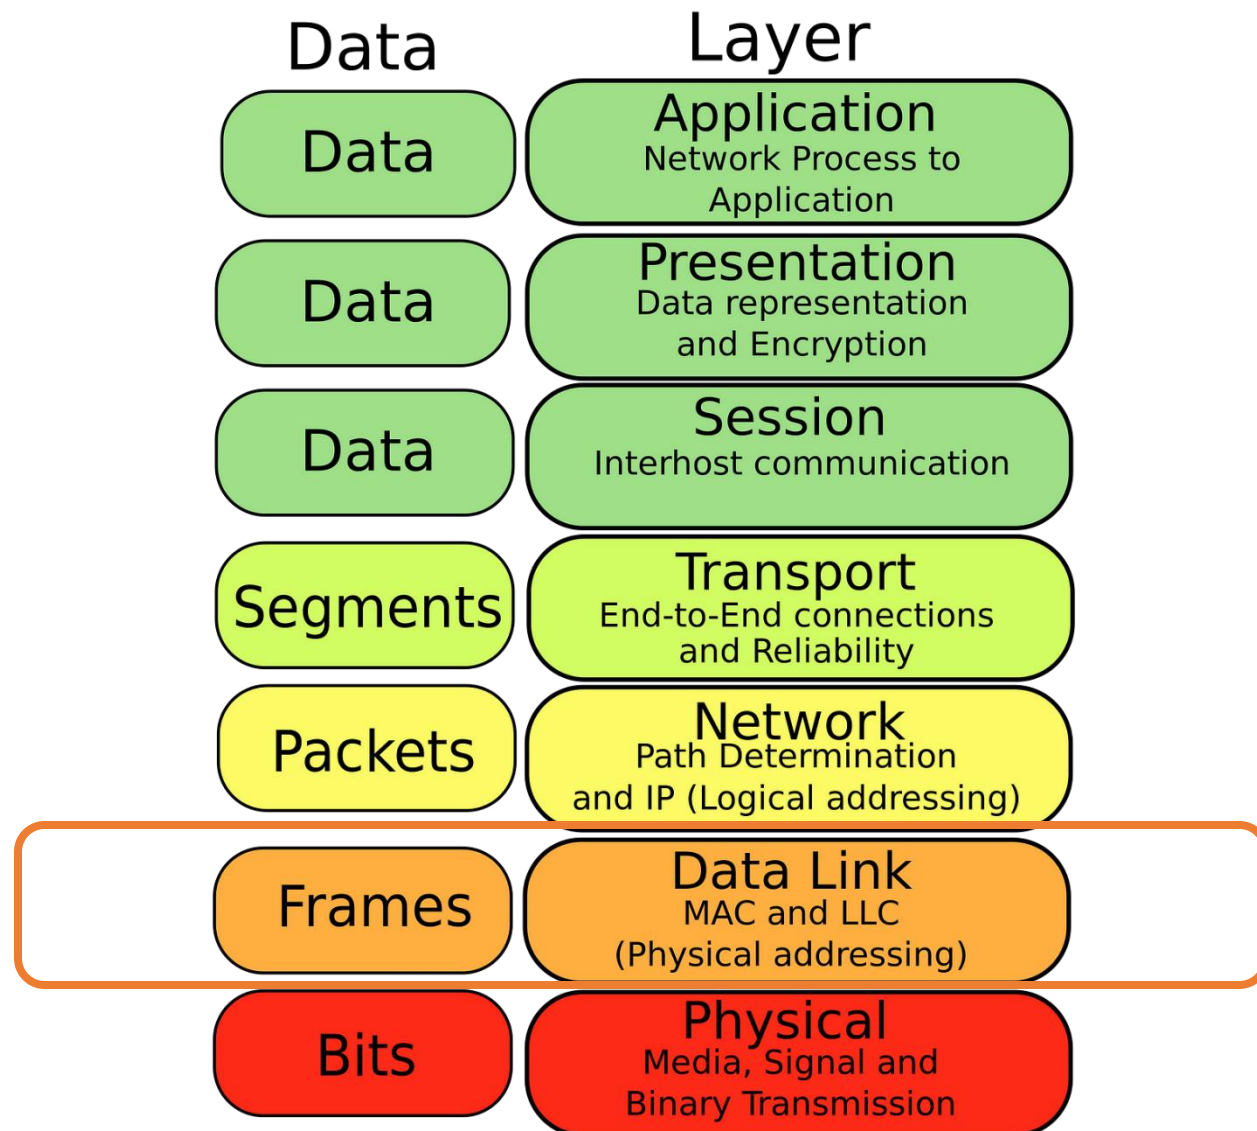 Data Layer
Data
Application
Network Process to
Application
Data
Presentation
Data representation
and Encryption
Data
Session
Interhost communication
Segments
Transport
End-to-End connections
and Reliability
Packets
Network
Path Determination
and IP (Logical addressing)
Frames
Data Link
MAC and LLC
(Physical addressing)
Bits
Physical
Media, Signal and
Binary Transmission